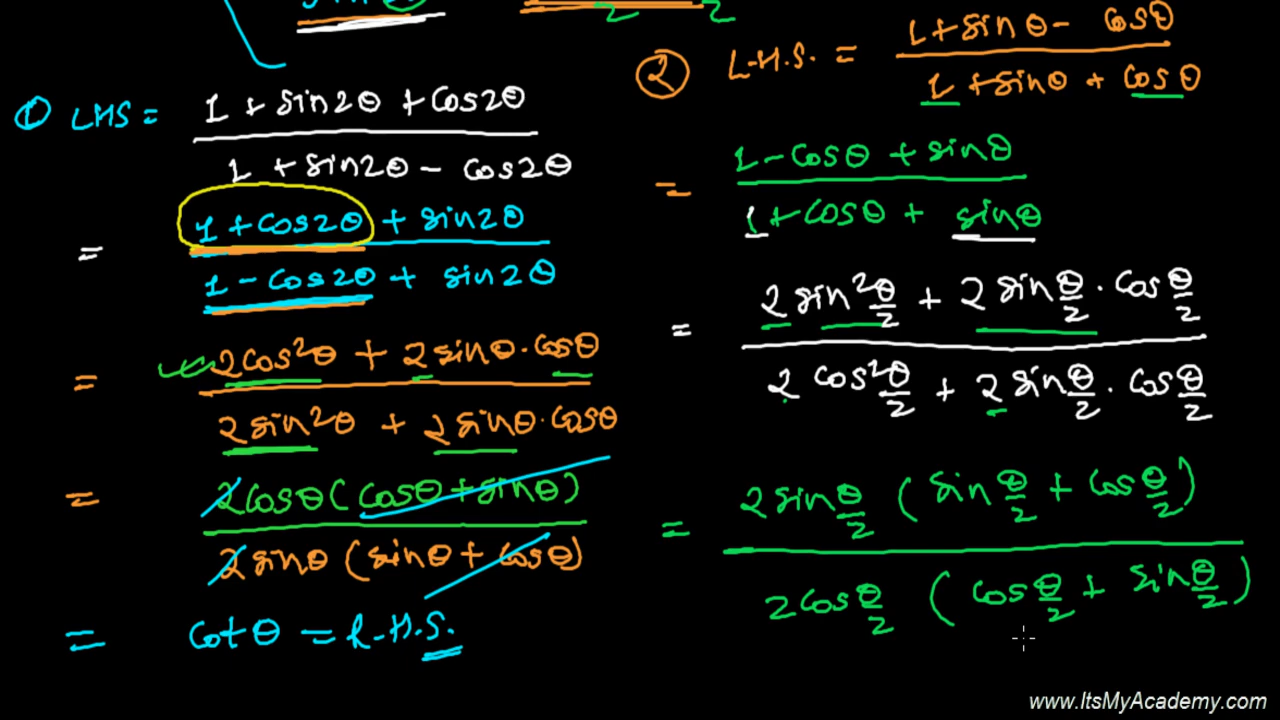 ① LHS = 1 + sin2θ + cos2θ
1 + sin2θ - cos2θ
= 1 + cos2θ + sin2θ
1 - cos2θ + sin2θ
= 2cos²θ + 2sinθ.cosθ
2sin²θ + 2sinθ.cosθ
= 2cosθ(cosθ+sinθ)
2sinθ(sinθ+cosθ)
= cotθ = R.H.S.
② L.H.S. = 1+sinθ- cosθ
1 +sinθ + cosθ
= 1-cosθ +sinθ
1+cosθ + sinθ
= 2sin²θ/2 + 2sinθ/2.cosθ/2
2cos²θ/2 + 2sinθ/2.cosθ/2
= 2sinθ/2 (sinθ/2 + cosθ/2)
2cosθ/2 (cosθ/2 + sinθ/2)
www.ItsMyAcademy.com